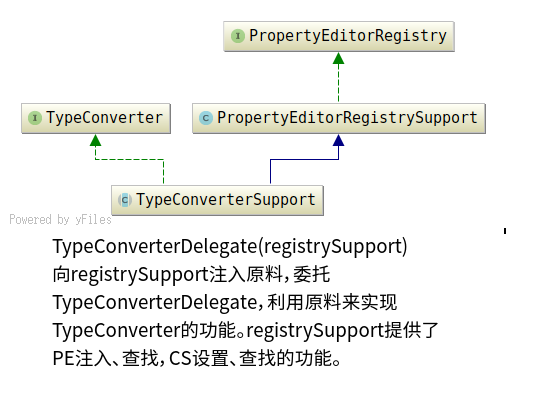 PropertyEditorRegistry
TypeConverter
PropertyEditorRegistrySupport
TypeConverterSupport
Powered by yFiles
TypeConverterDelegate(registrySupport)
向registrySupport注入原料，委托
TypeConverterDelegate，利用原料来实现
TypeConverter的功能。registrySupport提供了
PE注入、查找，CS设置、查找的功能。